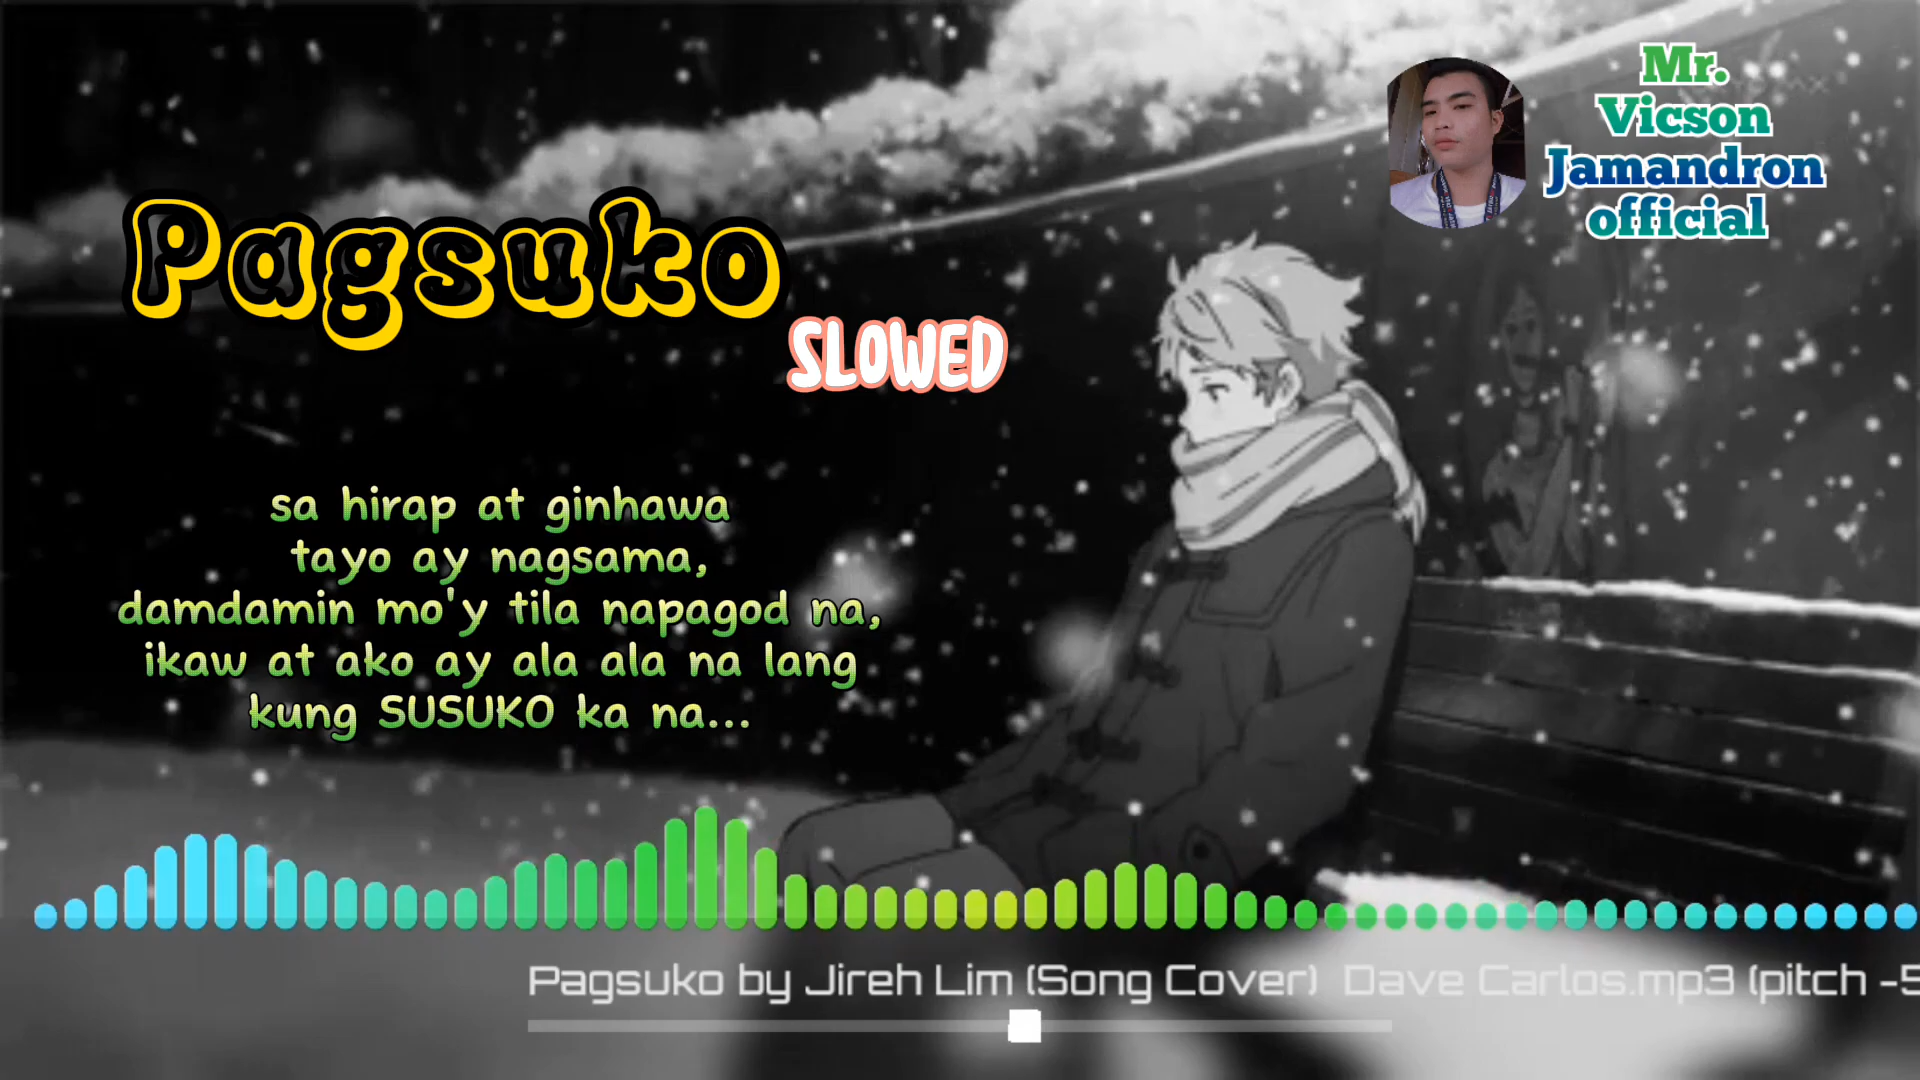 Mr.
Vicson
Jamandron
official
Pagsuko
SLOWED
sa hirap at ginhawa
tayo ay nagsama,
damdamin mo'y tila napagod na,
ikaw at ako ay ala ala na lang
kung SUSUKO ka na...
Pagsuko by Jireh Lim (Song Cover) Dave Carlos.mp3 (pitch -5